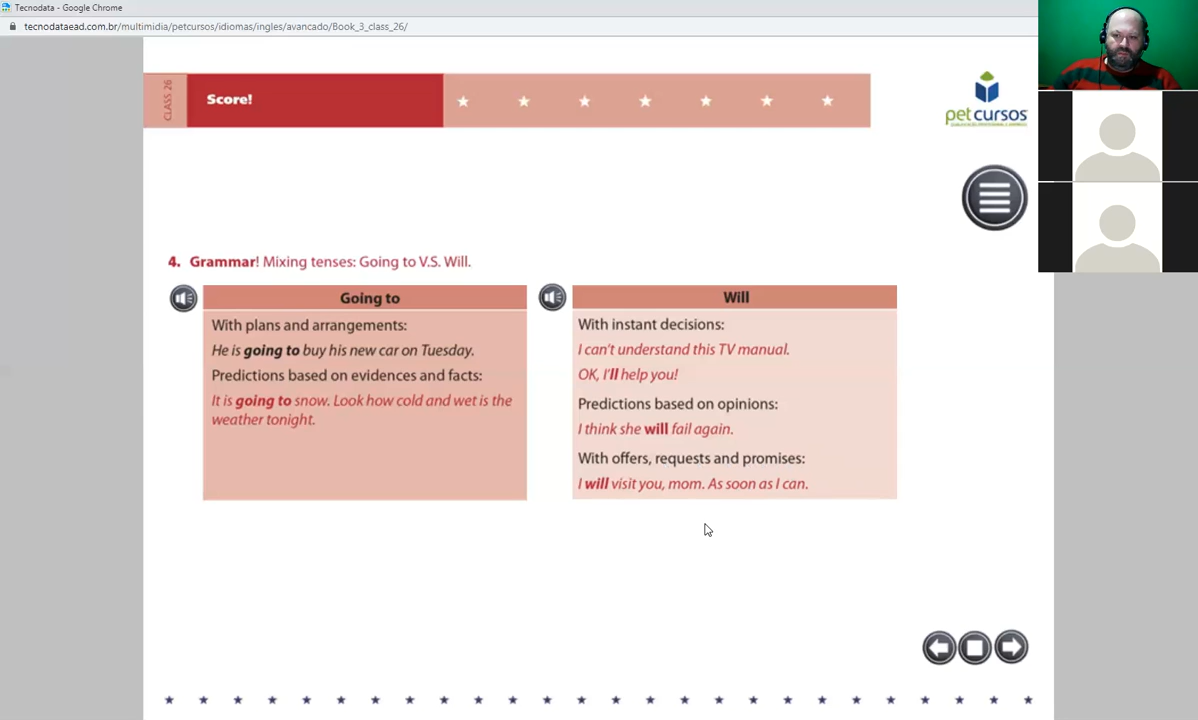 Tecnodata - Google Chrome
tecnodataead.com.br/multimidia/petcursos/idiomas/ingles/avancado/Book_3_class_26/
CLASS 26
Score!
pet cursos
4. Grammar! Mixing tenses: Going to V.S. Will.
Going to
With plans and arrangements:
He is going to buy his new car on Tuesday.
Predictions based on evidences and facts:
It is going to snow. Look how cold and wet is the
weather tonight.
Will
With instant decisions:
I can't understand this TV manual.
OK, I'll help you!
Predictions based on opinions:
I think she will fail again.
With offers, requests and promises:
I will visit you, mom. As soon as I can.